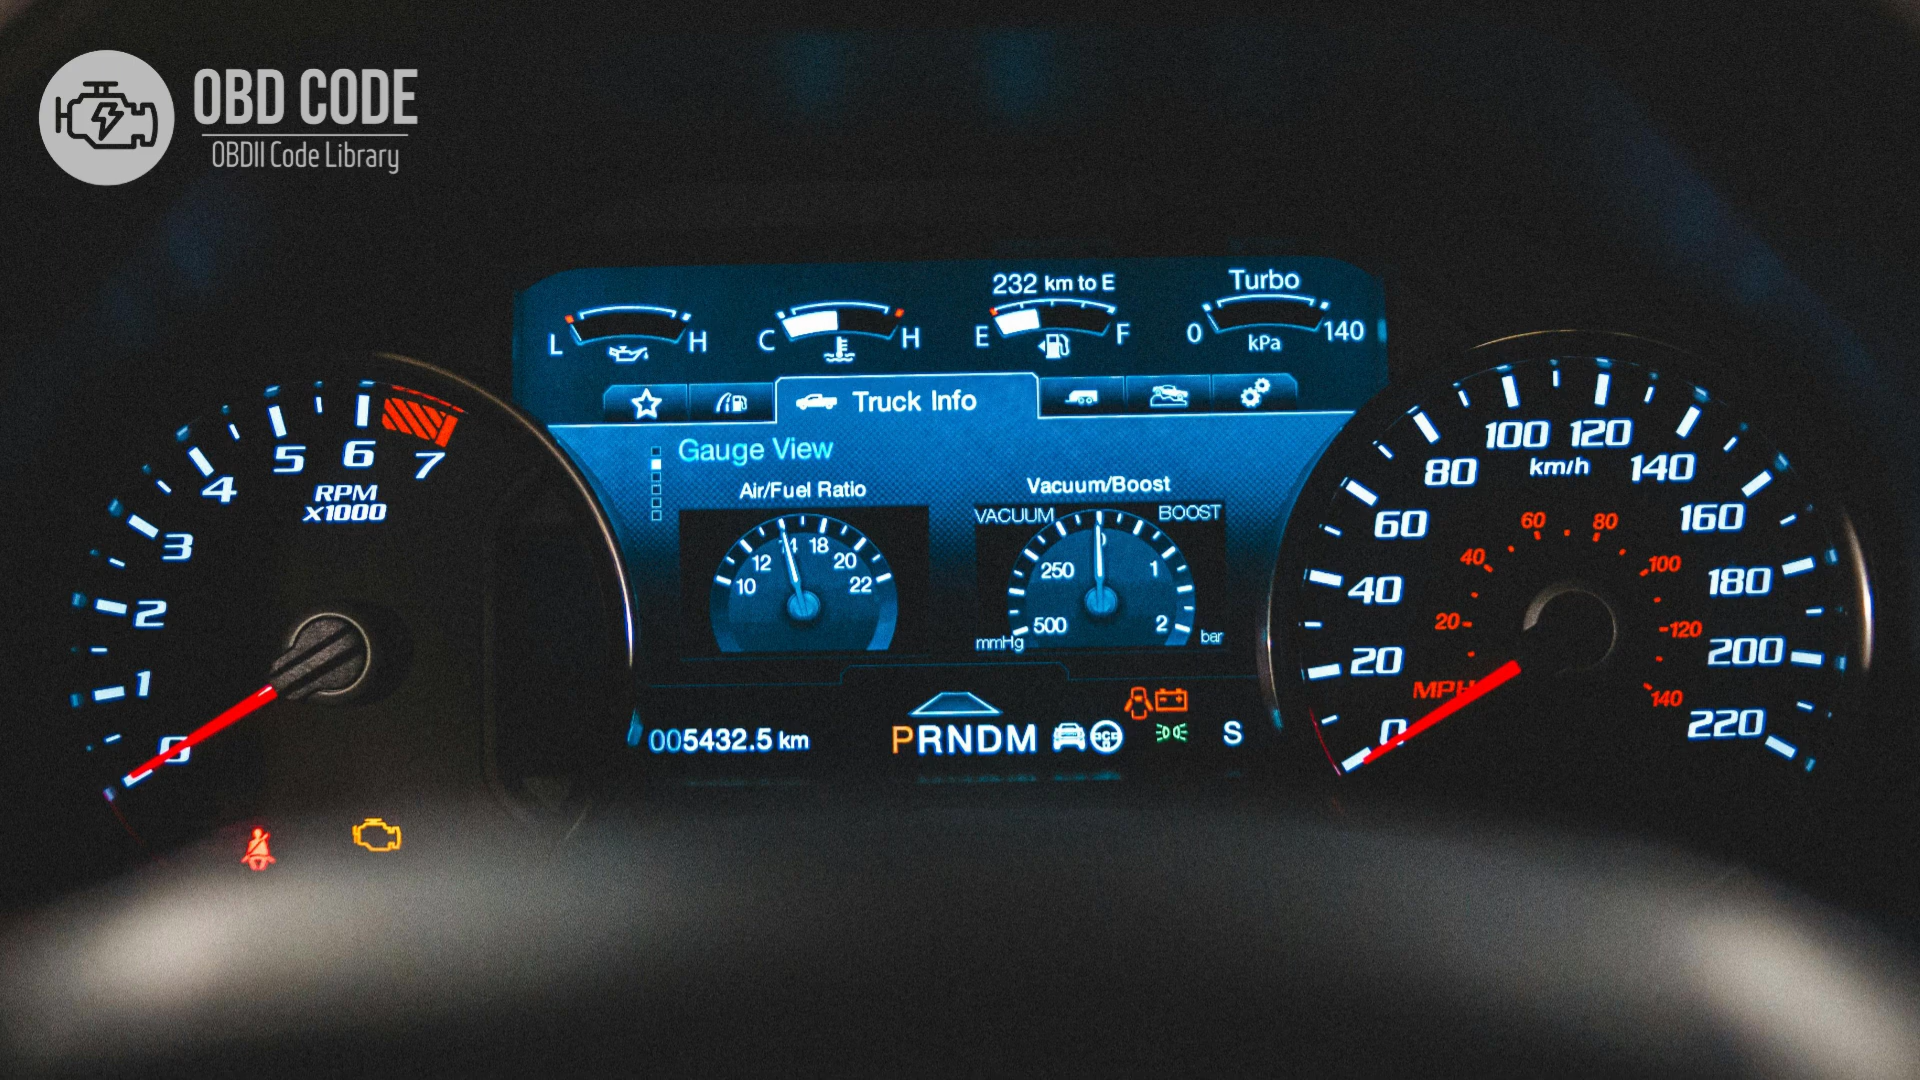 OBD CODE
OBDII Code Library
232 km to E
Turbo
L H
C H
E F
0 140
kPa
Truck Info
Gauge View
Air/Fuel Ratio
Vacuum/Boost
VACUUM BOOST
10 12 14 18 20 22
500 250 0 1 2
mmHg bar
0 1 2 3 4 5 6 7
RPM
X1000
0 20 40 60 80 100 120 140 160 180 200 220
km/h
20 40 60 80 100 120 140
MPH
005432.5 km
PRNDM
S